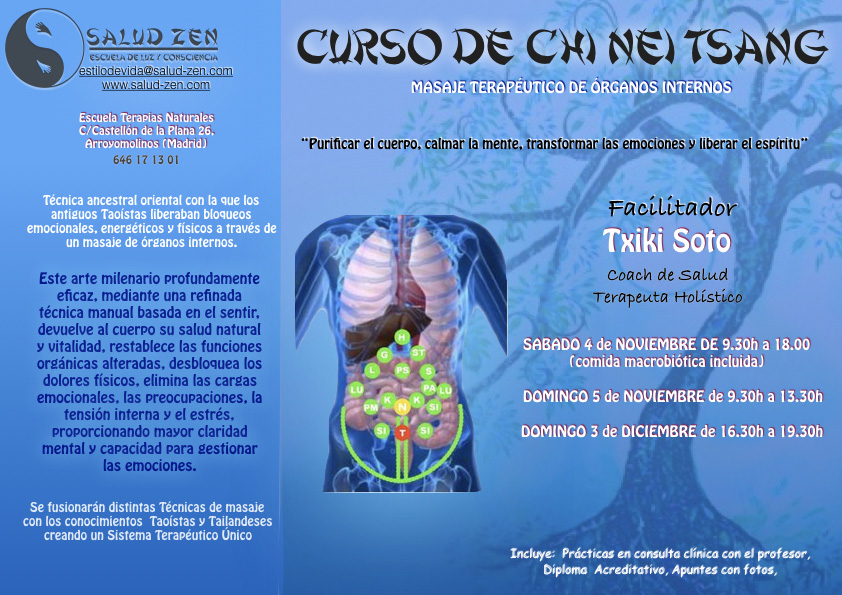 SALUD ZEN
ESCUELA DE LUZ Y CONSCIENCIA
estilodevida@salud-zen.com
www.salud-zen.com
Escuela Terapias Naturales
C/Castellón de la Plana 26.
Arroyomolinos (Madrid)
646 17 13 01
Técnica ancestral oriental con la que los
antiguos Taoístas liberaban bloqueos
emocionales, energéticos y físicos a través de
un masaje de órganos internos.
Este arte milenario profundamente
eficaz, mediante una refinada
técnica manual basada en el sentir,
devuelve al cuerpo su salud natural
y vitalidad, restablece las funciones
orgánicas alteradas, desbloquea los
dolores físicos, elimina las cargas
emocionales, las preocupaciones, la
tensión interna y el estrés,
proporcionando mayor claridad
mental y capacidad para gestionar
las emociones.
Se fusionarán distintas Técnicas de masaje
con los conocimientos Taoístas y Tailandeses
creando un Sistema Terapéutico Único
CURSO DE CHI NEI TSANG
MASAJE TERAPÉUTICO DE ÓRGANOS INTERNOS
"Purificar el cuerpo, calmar la mente, transformar las emociones y liberar el espíritu"
Facilitador
Txiki Soto
Coach de Salud
Terapeuta Holístico
H
G ST
L PS S
LU PA LU
K K
PM N SI
SI T SI
SABADO 4 de NOVIEMBRE DE 9.30h a 18.00
(comida macrobiótica incluida)
DOMINGO 5 de NOVIEMBRE de 9.30h a 13.30h
DOMINGO 3 de DICIEMBRE de 16.30h a 19.30h
Incluye: Prácticas en consulta clínica con el profesor,
Diploma Acreditativo, Apuntes con fotos,